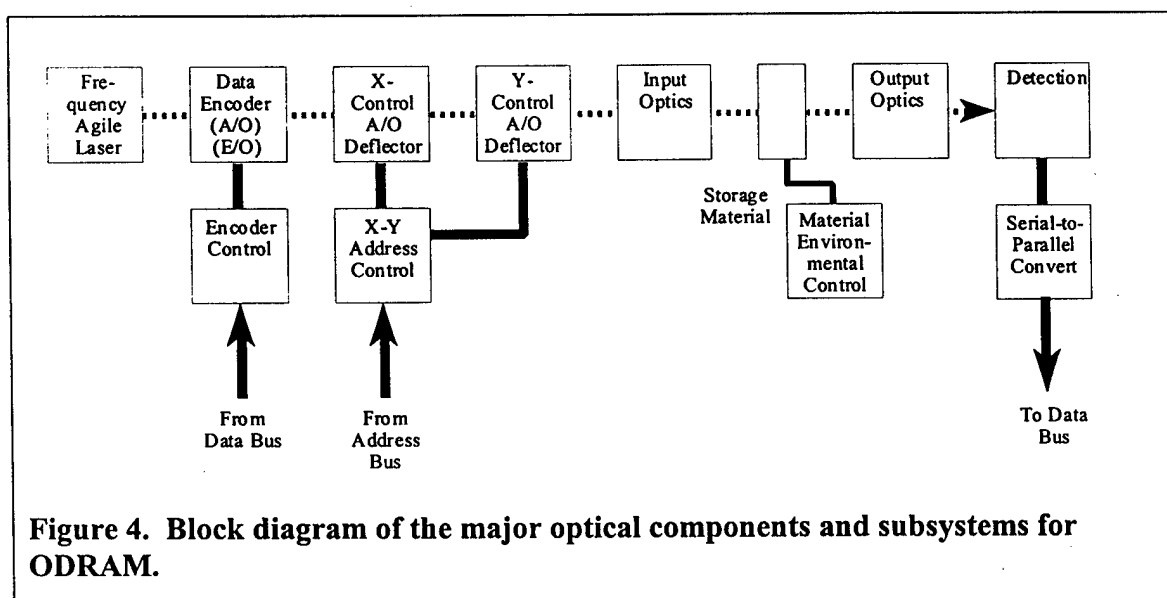 Fre-
quency
Agile
Laser
Data
Encoder
(A/O)
(E/O)
X-
Control
A/O
Deflector
Y-
Control
A/O
Deflector
Input
Optics
Output
Optics
Detection
Storage
Material
Encoder
Control
X-Y
Address
Control
Material
Environ-
mental
Control
Serial-to-
Parallel
Convert
From
Data Bus
From
Address
Bus
To Data
Bus
Figure 4. Block diagram of the major optical components and subsystems for
ODRAM.